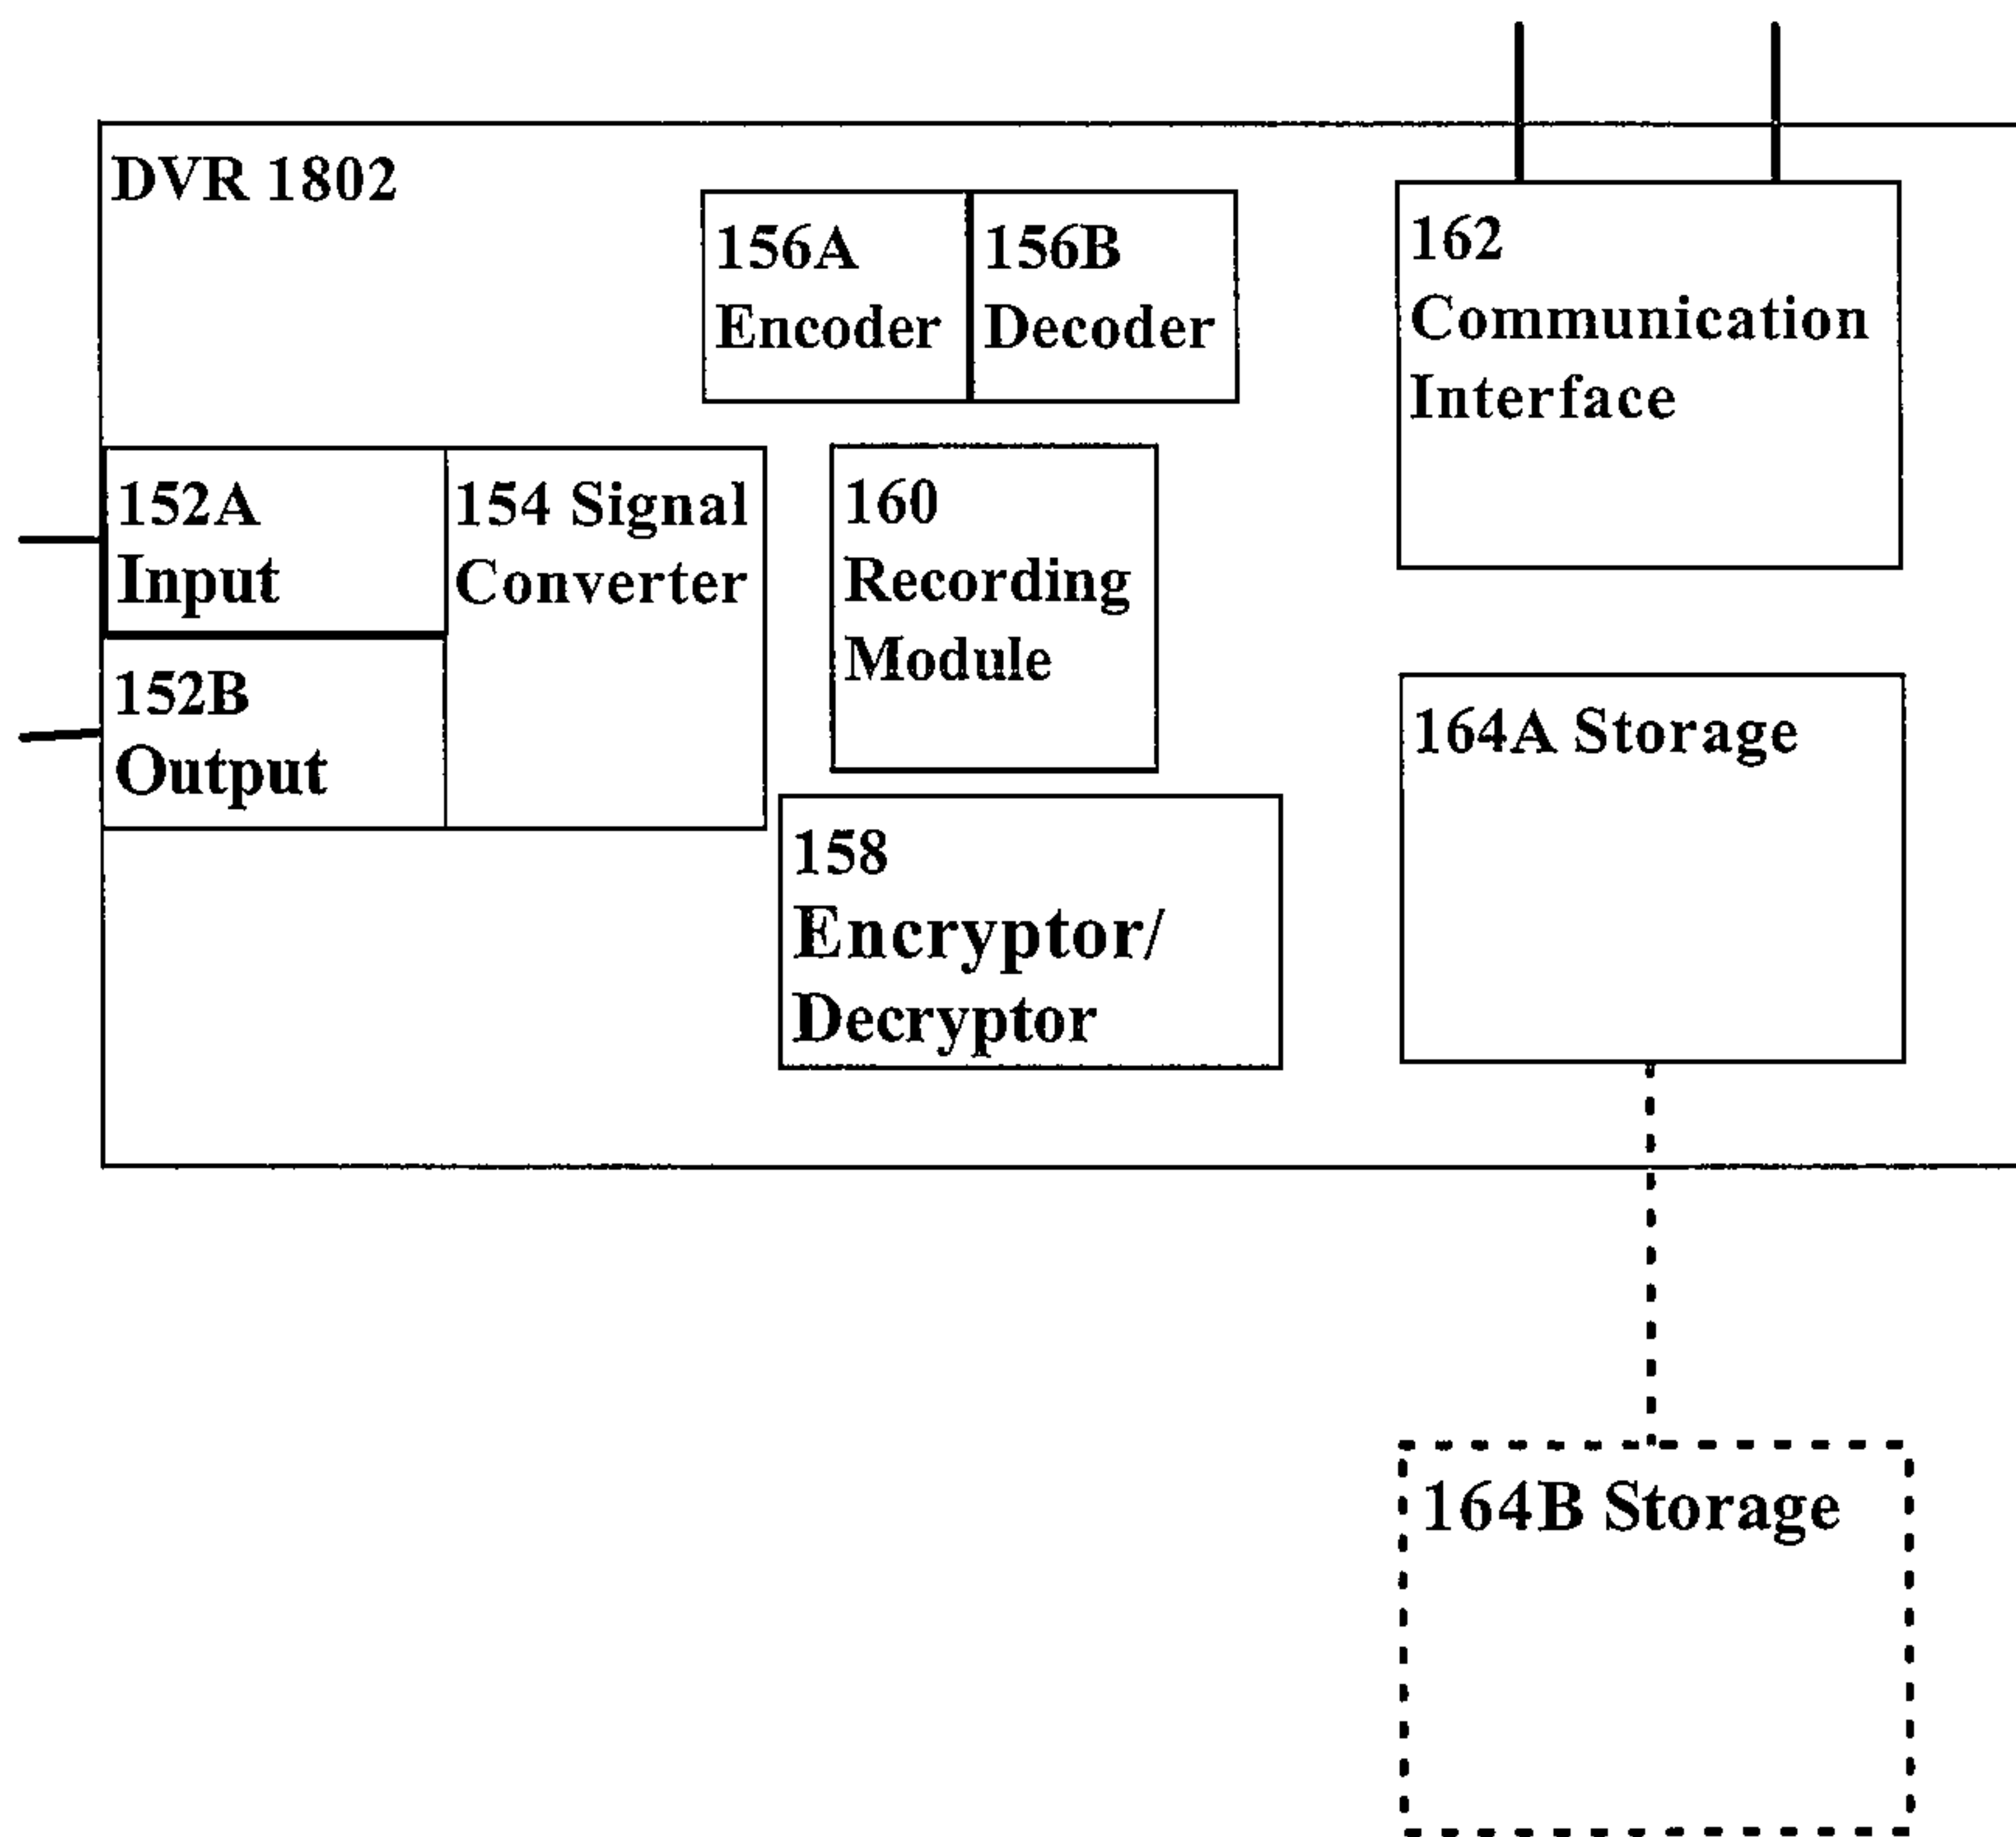 DVR 1802
156A
Encoder
156B
Decoder
162
Communication
Interface
152A
Input
154 Signal
Converter
160
Recording
Module
152B
Output
164A Storage
158
Encryptor/
Decryptor
164B Storage